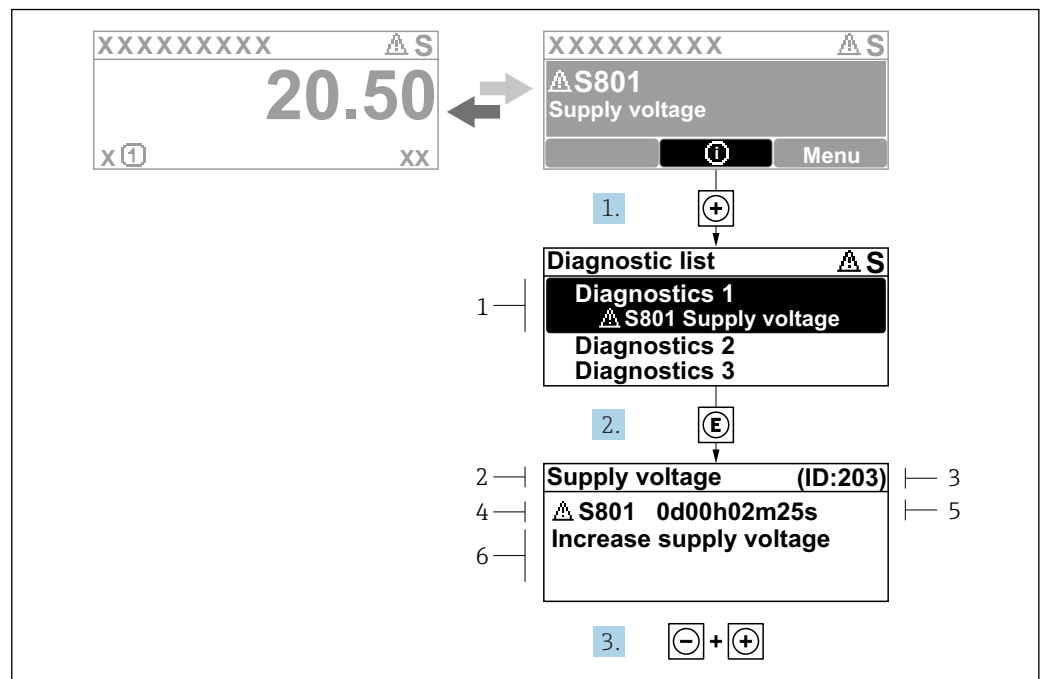 XXXXXXXXX ⚠ S
20.50
x ① xx
XXXXXXXXX ⚠ S
⚠ S801
Supply voltage
ⓘ Menu
1. ⊕
Diagnostic list ⚠ S
1
Diagnostics 1
⚠ S801 Supply voltage
Diagnostics 2
Diagnostics 3
2. Ⓔ
2 Supply voltage (ID:203) 3
4 ⚠ S801 0d00h02m25s 5
6 Increase supply voltage
3. ⊖ + ⊕